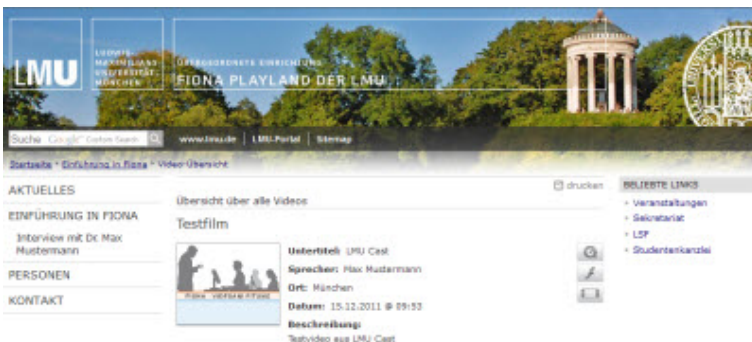 LMU
LUDWIG-
MAXIMILIANS-
UNIVERSITÄT
MÜNCHEN
ÜBERGEORDNETE EINRICHTUNG
FIONA PLAYLAND DER LMU
Suche Google Custom Search
www.lmu.de | LMU-Portal | Sitemap
Startseite Einführung in Fiona Video-Übersicht
drucken
AKTUELLES
EINFÜHRUNG IN FIONA
Interview mit Dr. Max
Mustermann
PERSONEN
KONTAKT
Übersicht über alle Videos
Testfilm
Untertitel: LMU Cast
Sprecher: Max Mustermann
Ort: München
Datum: 15.12.2011 @ 09:53
Beschreibung:
Testvideo aus LMU Cast
BELIEBTE LINKS
Veranstaltungen
Sekretariat
LSF
Studentenkanzlei